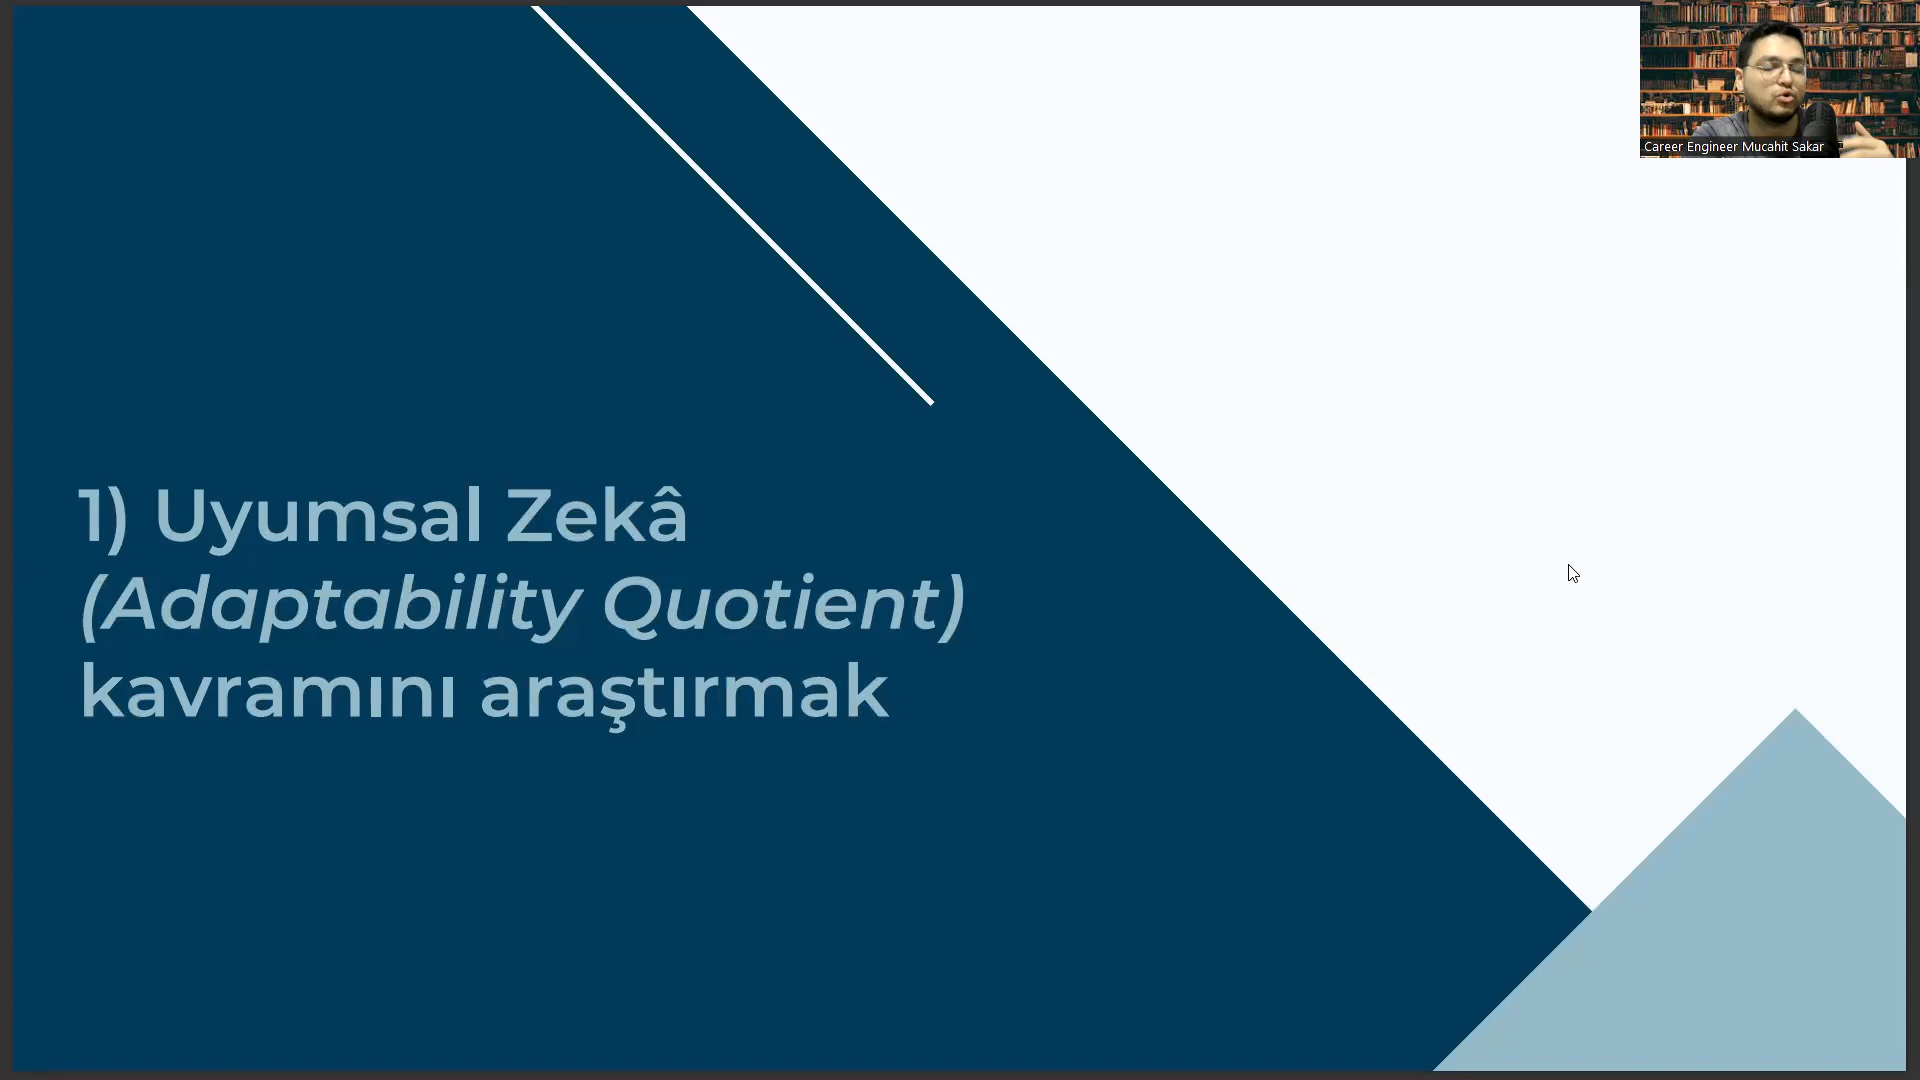 Career Engineer Mucahit Sakar
1) Uyumsal Zekâ
(Adaptability Quotient)
kavramını araştırmak